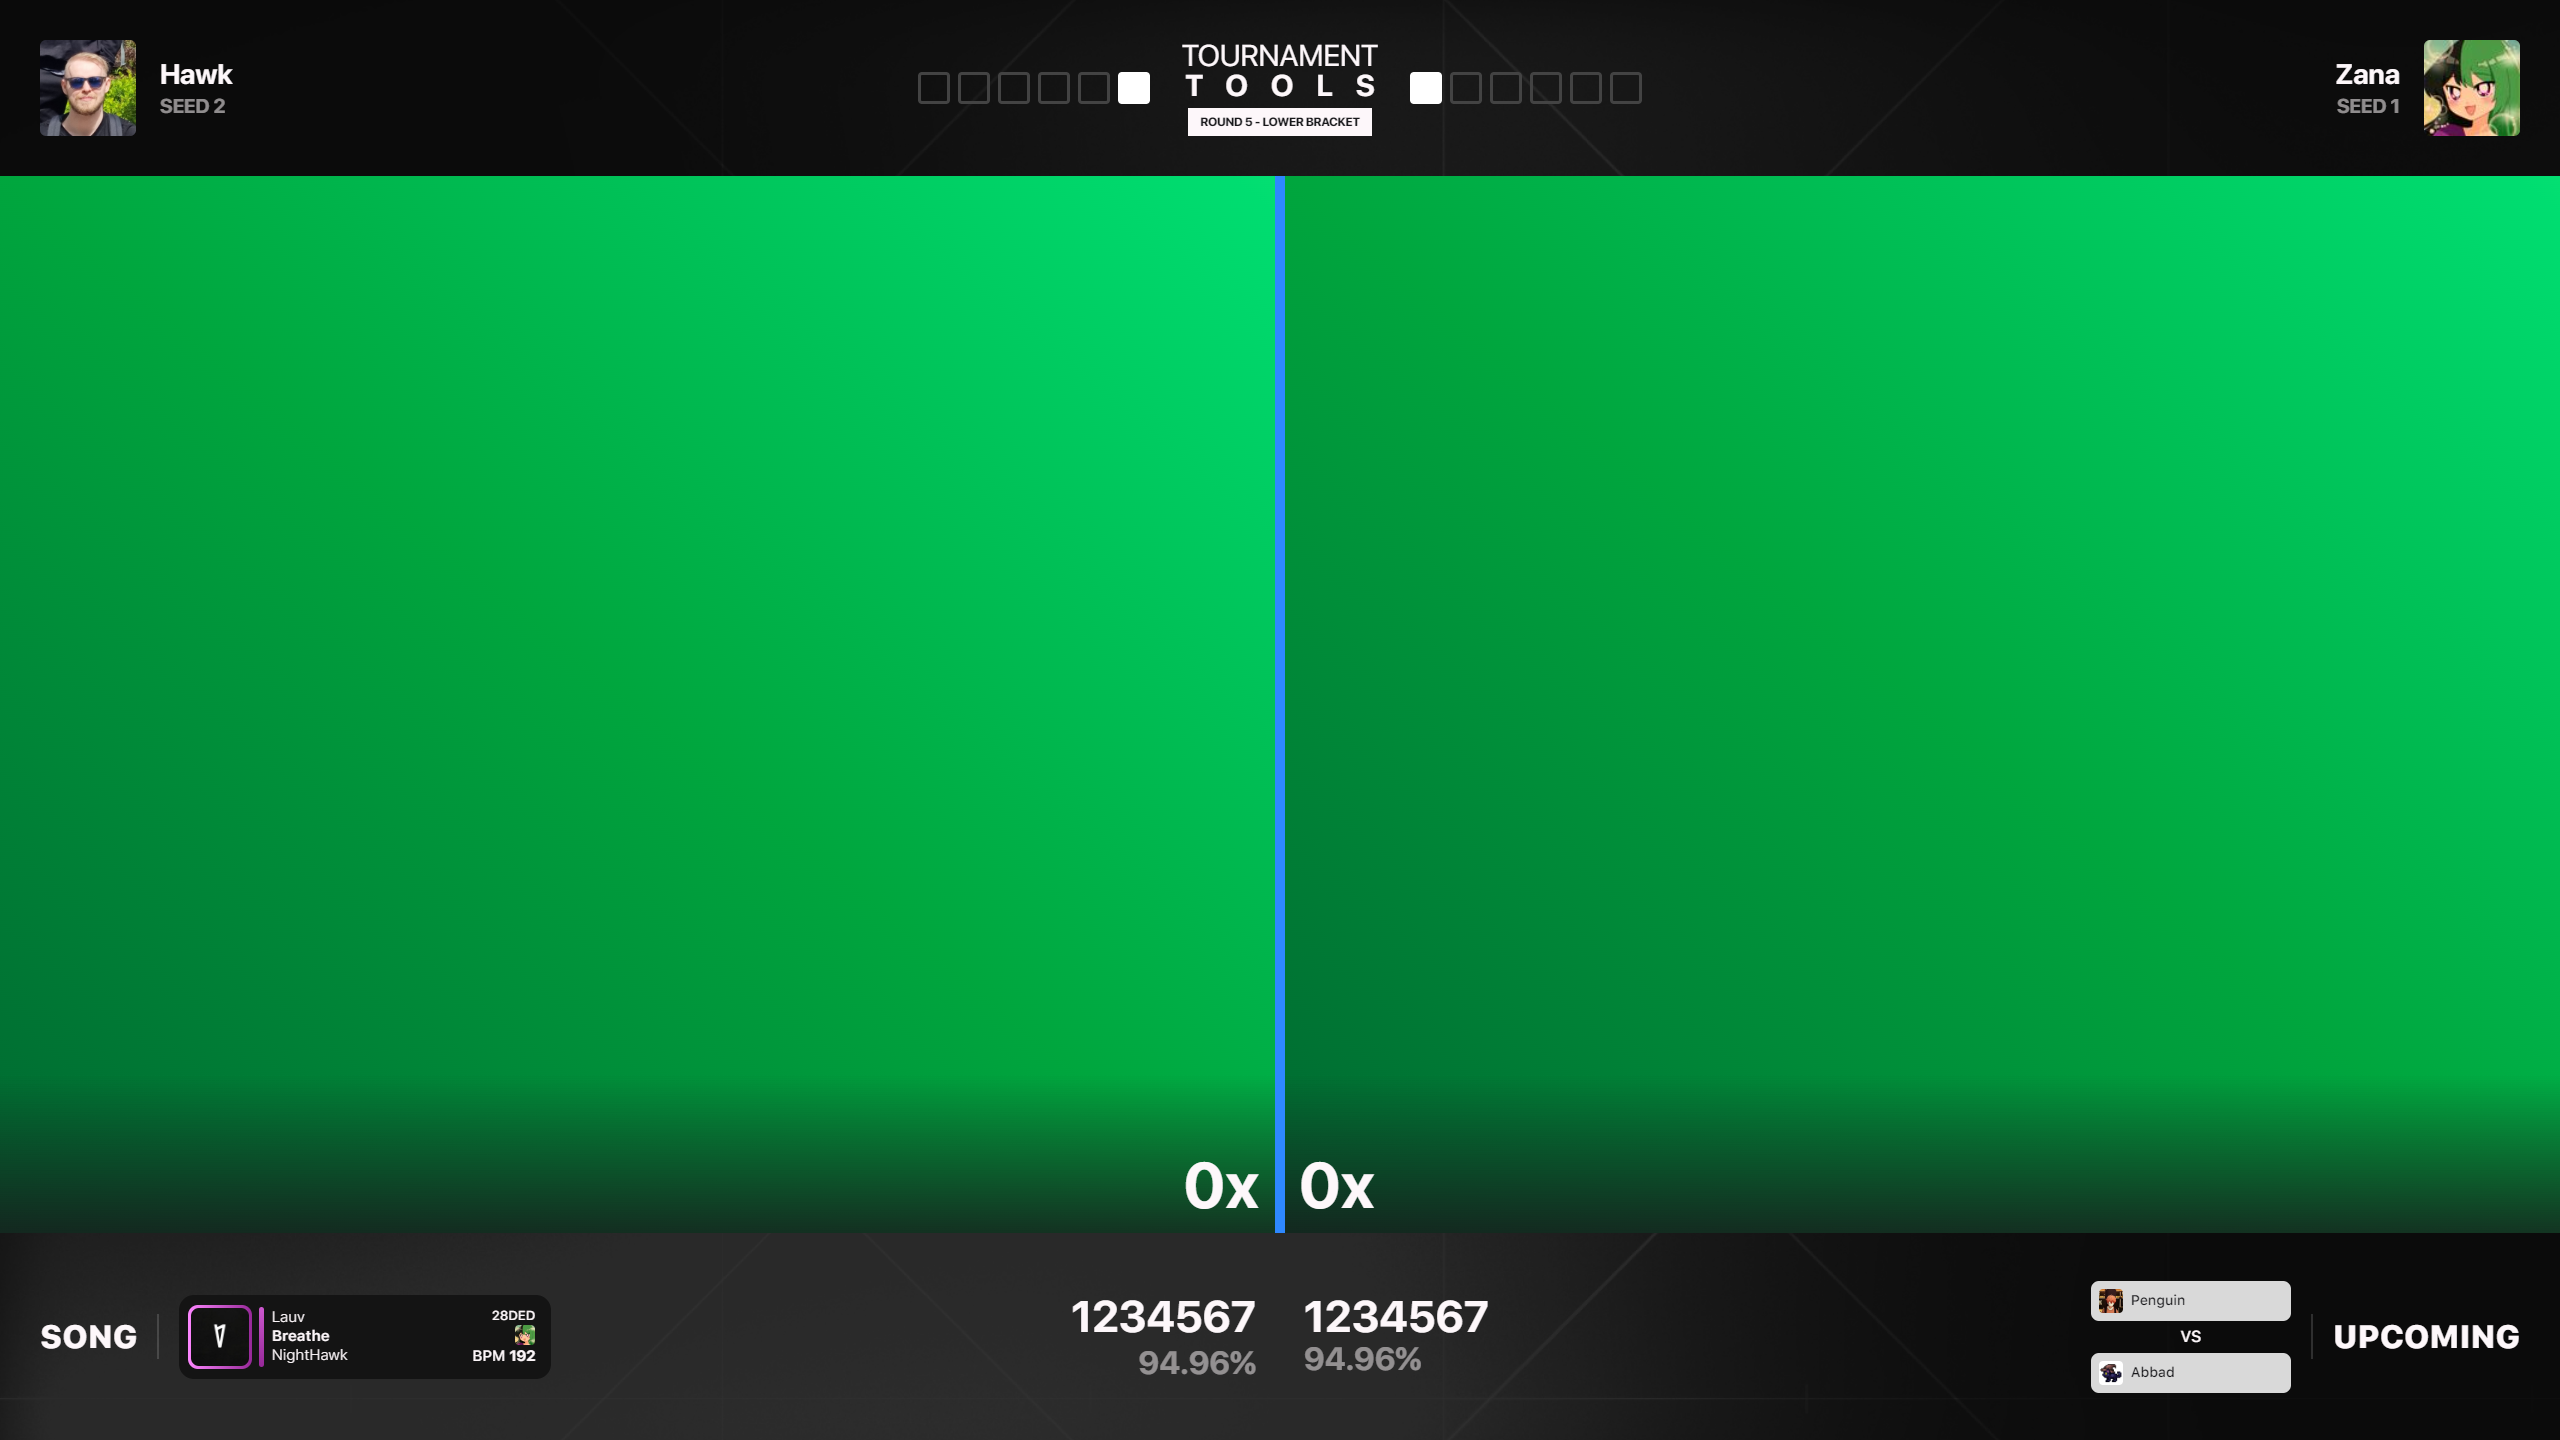 Hawk
SEED 2
TOURNAMENT
TOOLS
ROUND 5 - LOWER BRACKET
Zana
SEED 1
0x
0x
SONG
Lauv
Breathe
NightHawk
28DED
BPM 192
1234567
94.96%
1234567
94.96%
Penguin
VS
Abbad
UPCOMING